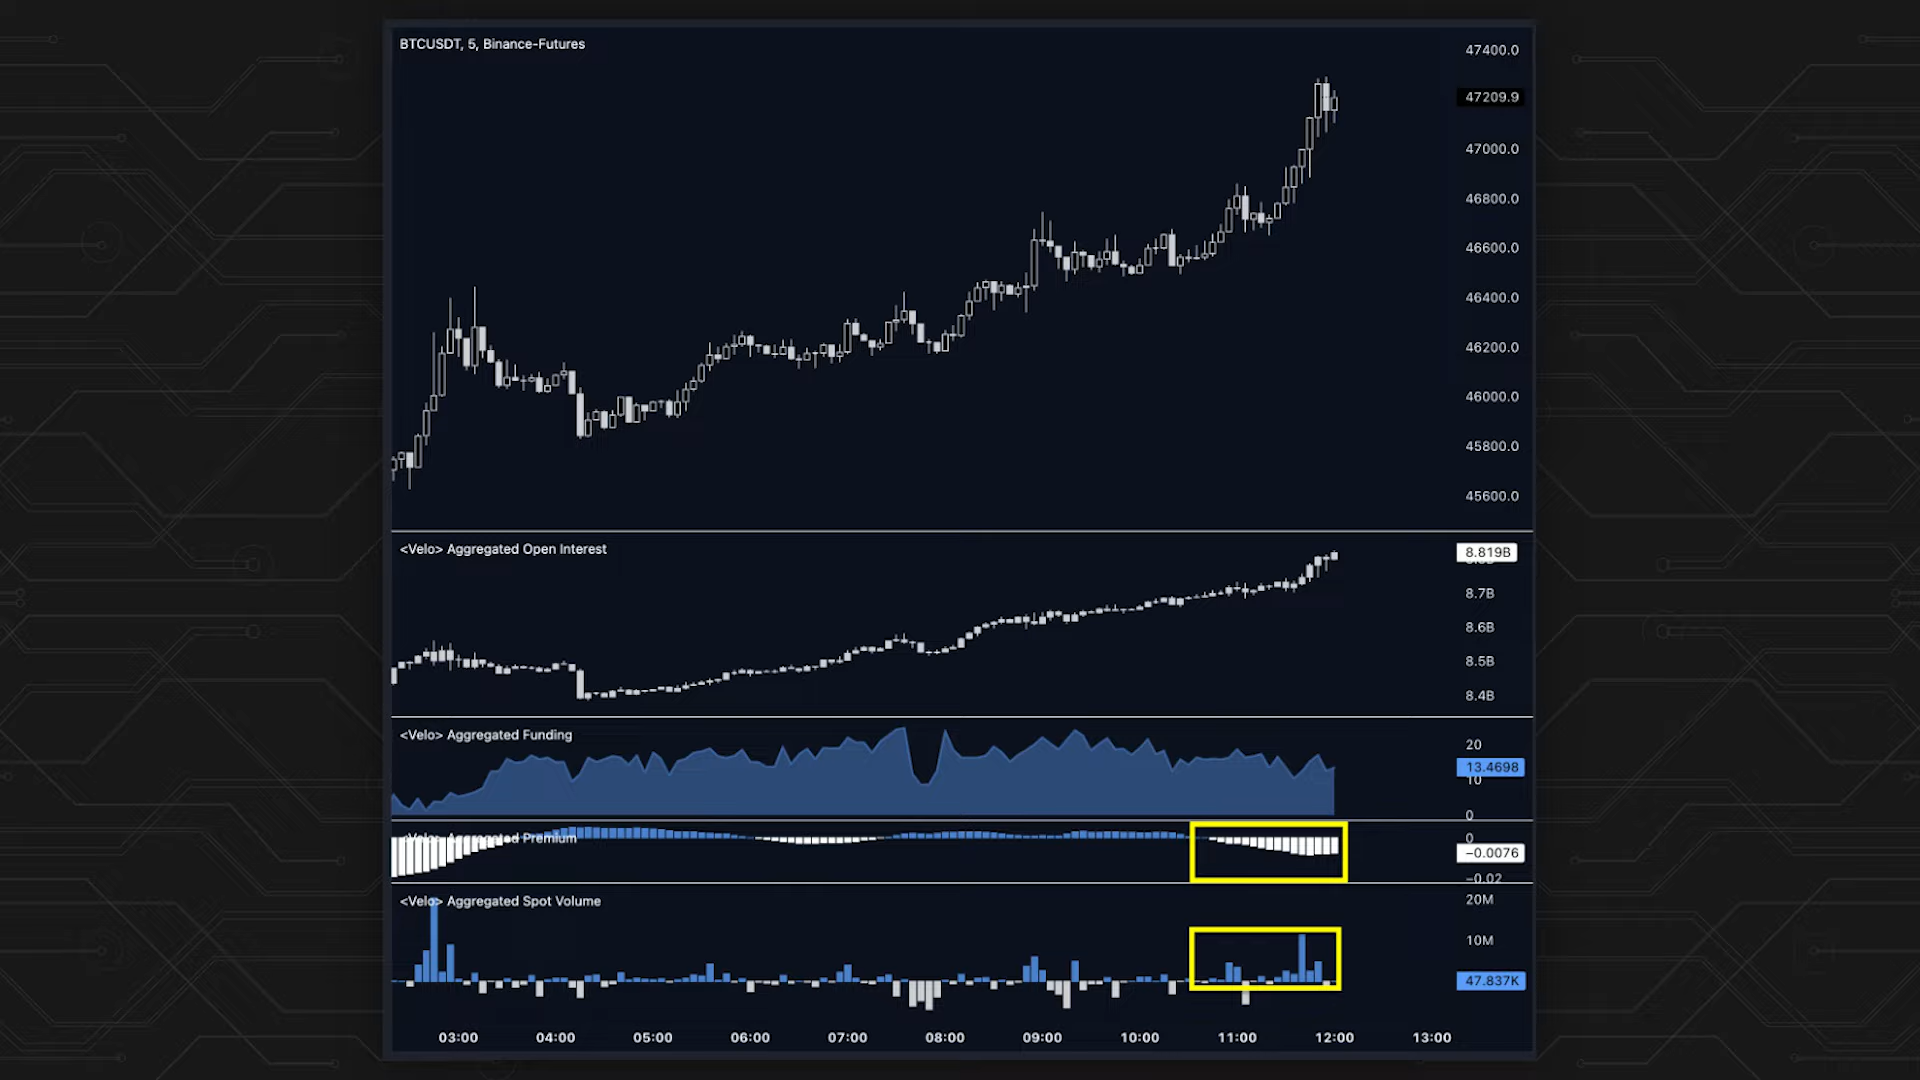 BTCUSDT, 5, Binance-Futures
47400.0
47209.9
47000.0
46800.0
46600.0
46400.0
46200.0
46000.0
45800.0
45600.0
<Velo> Aggregated Open Interest
8.819B
8.7B
8.6B
8.5B
8.4B
<Velo> Aggregated Funding
20
13.4698
10
0
<Velo> Aggregated Premium
0
−0.0076
−0.02
<Velo> Aggregated Spot Volume
20M
10M
47.837K
03:00 04:00 05:00 06:00 07:00 08:00 09:00 10:00 11:00 12:00 13:00